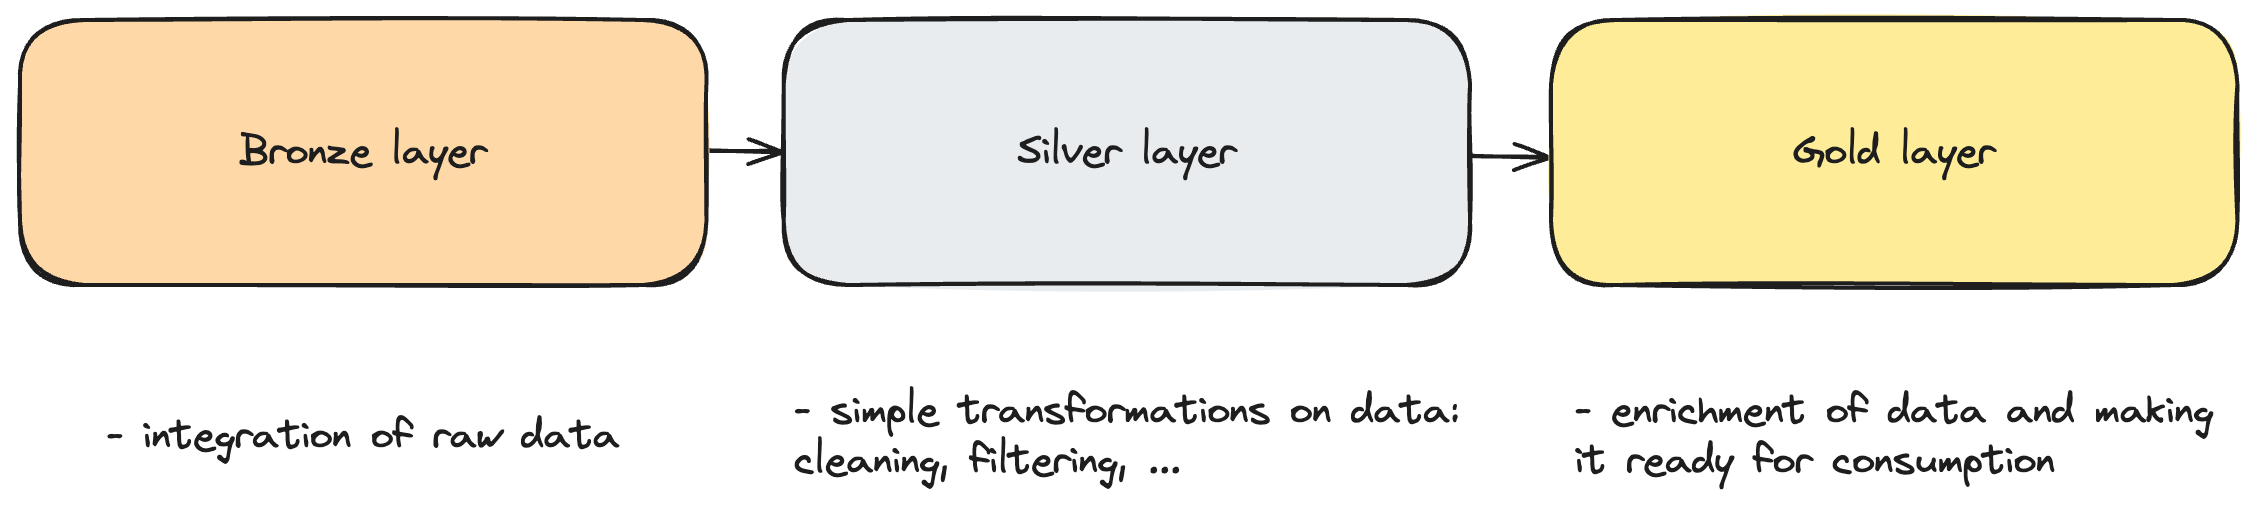 Bronze layer
Silver layer
Gold layer
- integration of raw data
- simple transformations on data:
cleaning, filtering, ...
- enrichment of data and making
it ready for consumption